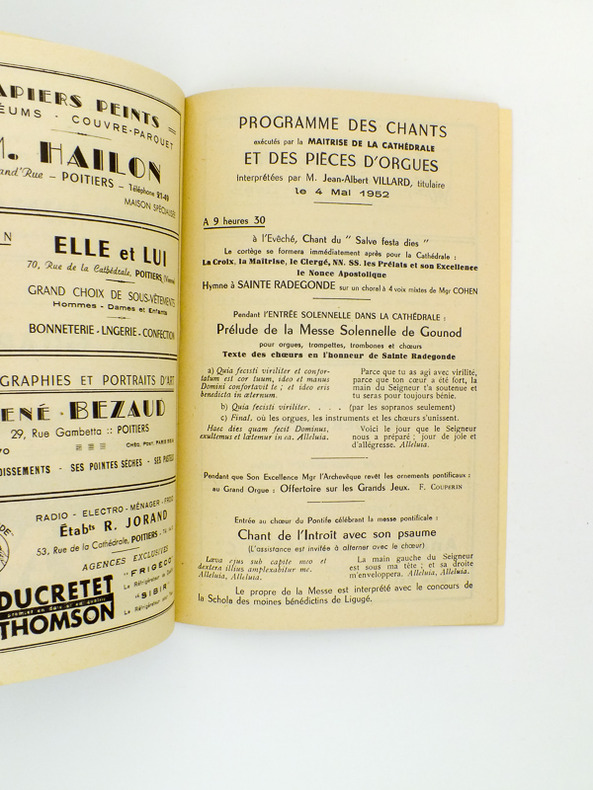 PAPIERS PEINTS
COUVRE-PARQUET
M. HAILON
Grand'Rue - POITIERS - Téléphone 21-49
MAISON SPÉCIALISÉE
N
ELLE et LUI
70, Rue de la Cathédrale, POITIERS
GRAND CHOIX DE SOUS-VÊTEMENTS
Hommes - Dames et Enfants
BONNETERIE - LNGERIE - CONFECTION
OGRAPHIES ET PORTRAITS D'ART
ENÉ - BEZAUD
29, Rue Gambetta :: POITIERS
DISSEMENTS - SES POINTES SÈCHES - SES
RADIO - ELECTRO-MÉNAGER - FROID
Étabts R. JORAND
53, Rue de la Cathédrale, POITIERS
AGENCES EXCLUSIVES
"FRIGECO"
Le Réfrigérateur
"SIBIR"
Le Réfrigérateur
DUCRETET
THOMSON
PROGRAMME DES CHANTS
exécutés par la MAITRISE DE LA CATHÉDRALE
ET DES PIÈCES D'ORGUES
Interprétées par M. Jean-Albert VILLARD, titulaire
le 4 Mai 1952
A 9 heures 30
à l'Evêché, Chant du " Salve festa dies "
Le cortège se formera immédiatement après pour la Cathédrale :
La Croix, la Maîtrise, le Clergé, NN. SS. les Prélats et son Excellence
le Nonce Apostolique
Hymne à SAINTE RADEGONDE sur un choral à 4 voix mixtes de Mgr COHEN
Pendant l'ENTRÉE SOLENNELLE DANS LA CATHÉDRALE :
Prélude de la Messe Solennelle de Gounod
pour orgues, trompettes, trombones et chœurs
Texte des chœurs en l'honneur de Sainte Radegonde
a) Quia fecisti viriliter et confor-
tatum est cor tuum, ideo et manus
Domini confortavit te ; et ideo eris
benedicta in æternum.
Parce que tu as agi avec virilité,
parce que ton cœur a été fort, la
main du Seigneur t'a soutenue et
tu seras pour toujours bénie.
b) Quia fecisti viriliter. . . . (par les sopranos seulement)
c) Final. où les orgues, les instruments et les chœurs s'unissent.
Haec dies quam fecit Dominus,
exultemus et lætemur in ea. Alleluia.
Voici le jour que le Seigneur
nous a préparé ; jour de joie et
d'allégresse. Alleluia.
Pendant que Son Excellence Mgr l'Archevêque revêt les ornements pontificaux :
au Grand Orgue : Offertoire sur les Grands Jeux. F. COUPERIN
Entrée au chœur du Pontife célébrant la messe pontificale :
Chant de l'Introït avec son psaume
(L'assistance est invitée à alterner avec le chœur)
Læva ejus sub capite meo et
dextera illius amplexabitur me.
Alleluia, Alleluia.
La main gauche du Seigneur
est sous ma tête ; et sa droite
m'enveloppera. Alleluia, Alleluia.
Le propre de la Messe est interprété avec le concours de
la Schola des moines bénédictins de Ligugé.